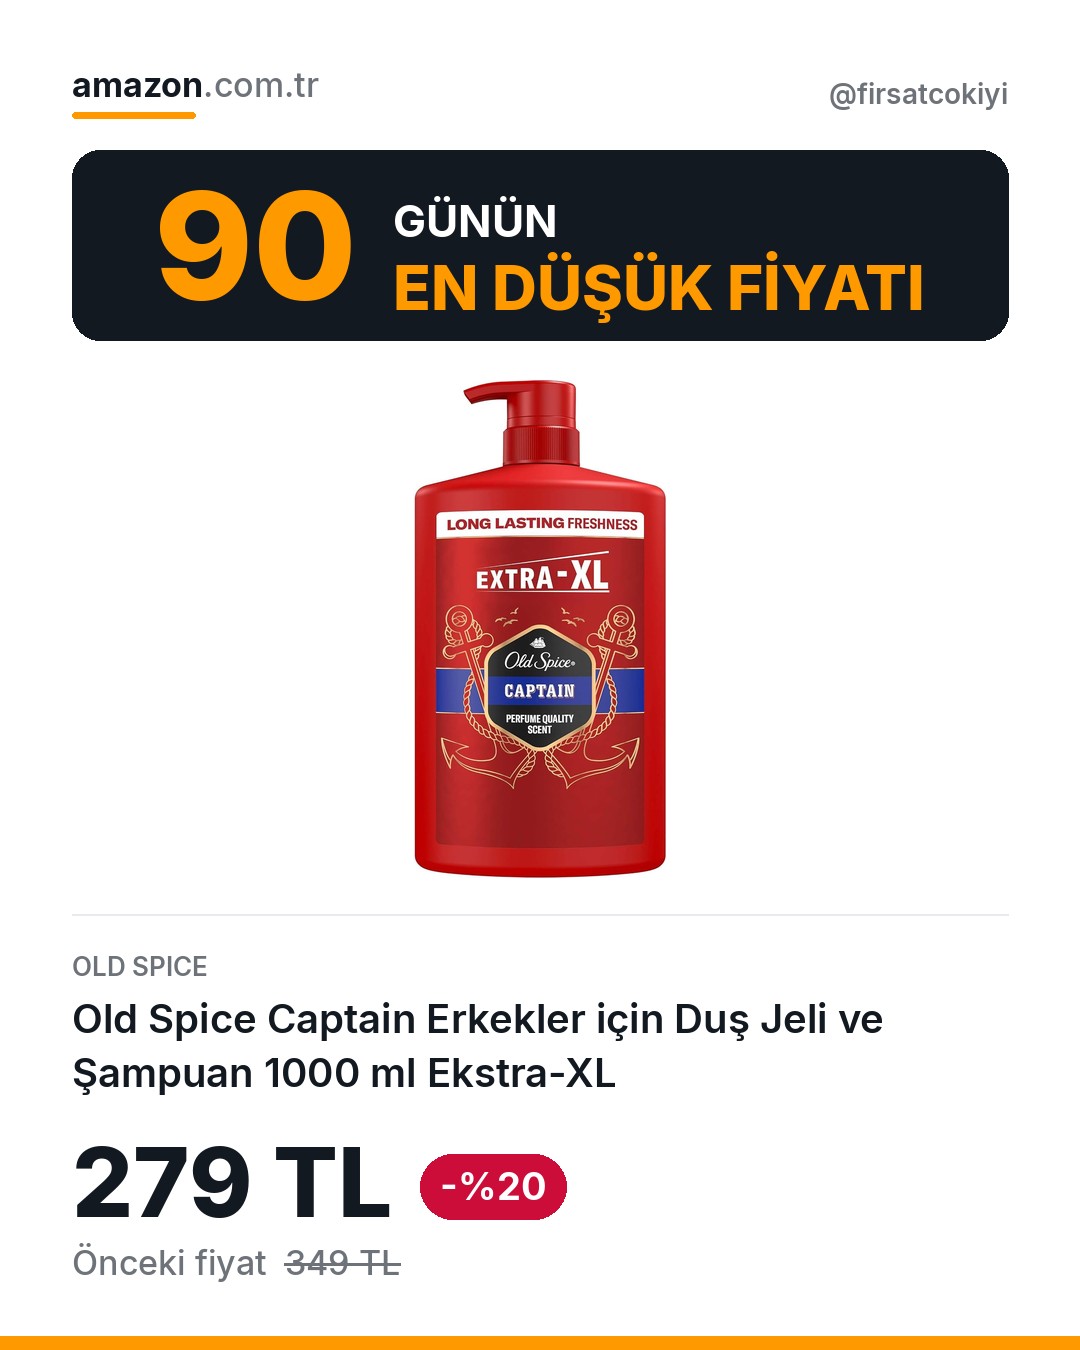 amazon.com.tr
@firsatcokiyi
90
GÜNÜN
EN DÜŞÜK FİYATI
LONG LASTING FRESHNESS
EXTRA-XL
Old Spice®
CAPTAIN
PERFUME QUALITY
SCENT
OLD SPICE
Old Spice Captain Erkekler için Duş Jeli ve
Şampuan 1000 ml Ekstra-XL
279 TL
-%20
Önceki fiyat 349 TL